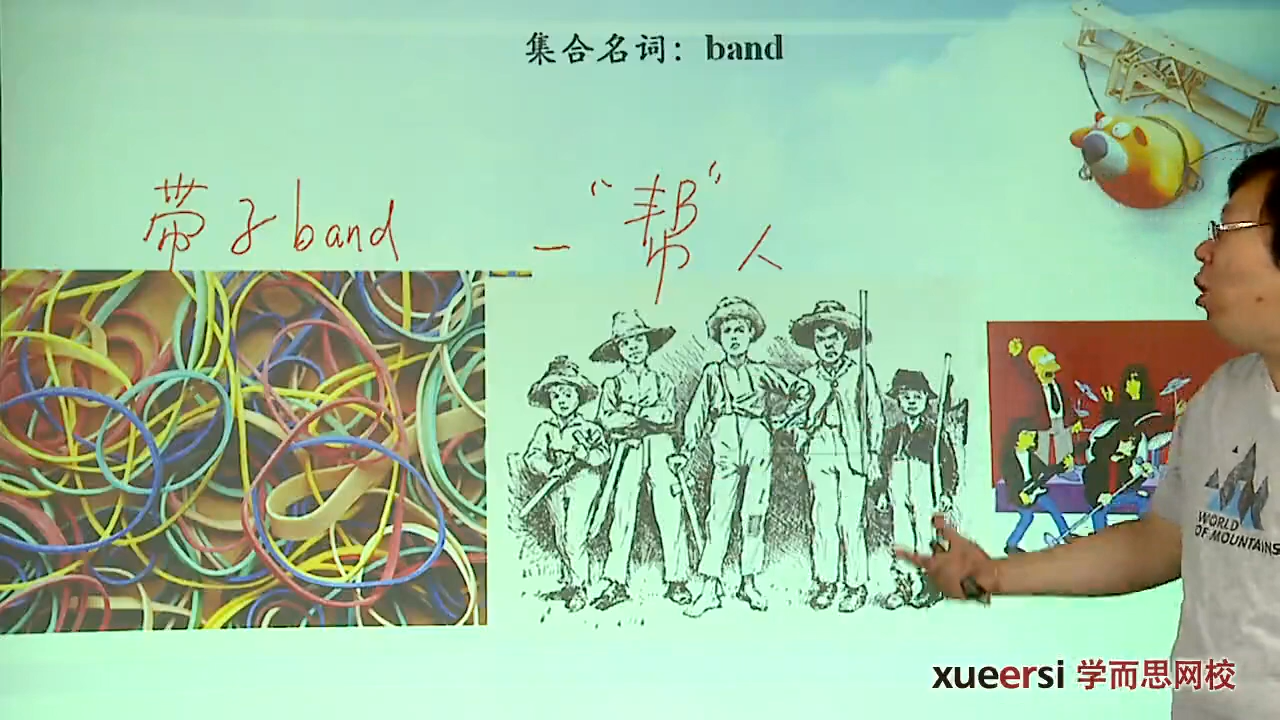 集合名词：band
带子band
一“帮”人
WORLD
OF MOUNTAINS
xueersi 学而思网校